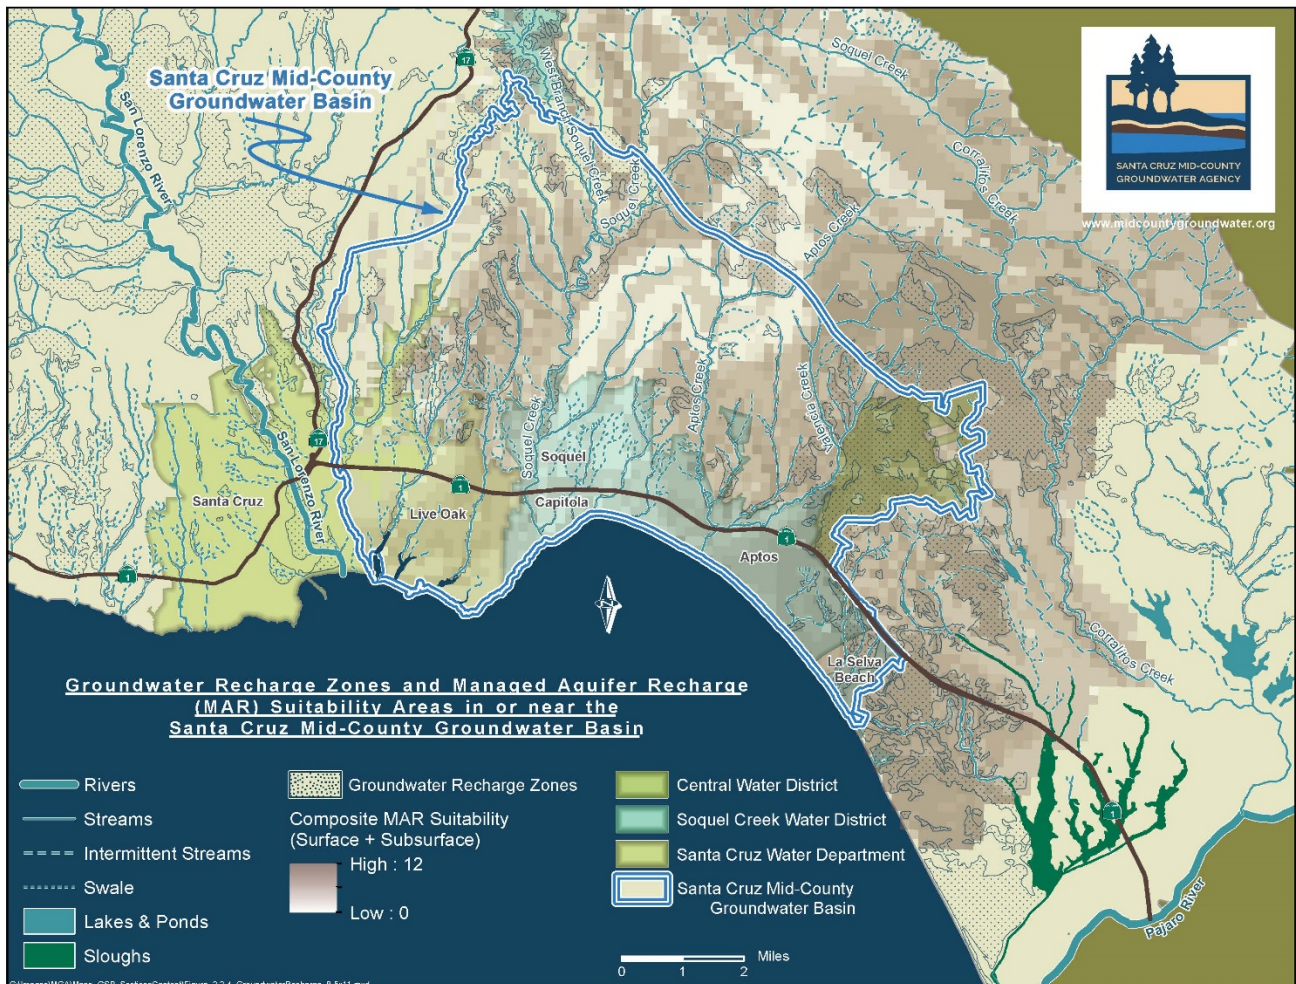 Santa Cruz Mid-County
Groundwater Basin
17
San Lorenzo River
West Branch Soquel Creek
Soquel Creek
Soquel Creek
Corralitos Creek
Aptos Creek
SANTA CRUZ MID-COUNTY
GROUNDWATER AGENCY
www.midcountygroundwater.org
17
San Lorenzo River
Santa Cruz
1
1
Live Oak
Soquel Creek
Soquel
Capitola
Aptos Creek
Valencia Creek
1
Aptos
La Selva
Beach
Corralitos Creek
1
Pajaro River
Groundwater Recharge Zones and Managed Aquifer Recharge
(MAR) Suitability Areas in or near the
Santa Cruz Mid-County Groundwater Basin
Rivers
Streams
Intermittent Streams
Swale
Lakes & Ponds
Sloughs
Groundwater Recharge Zones
Composite MAR Suitability
(Surface + Subsurface)
High : 12
Low : 0
Central Water District
Soquel Creek Water District
Santa Cruz Water Department
Santa Cruz Mid-County
Groundwater Basin
Miles
0 1 2